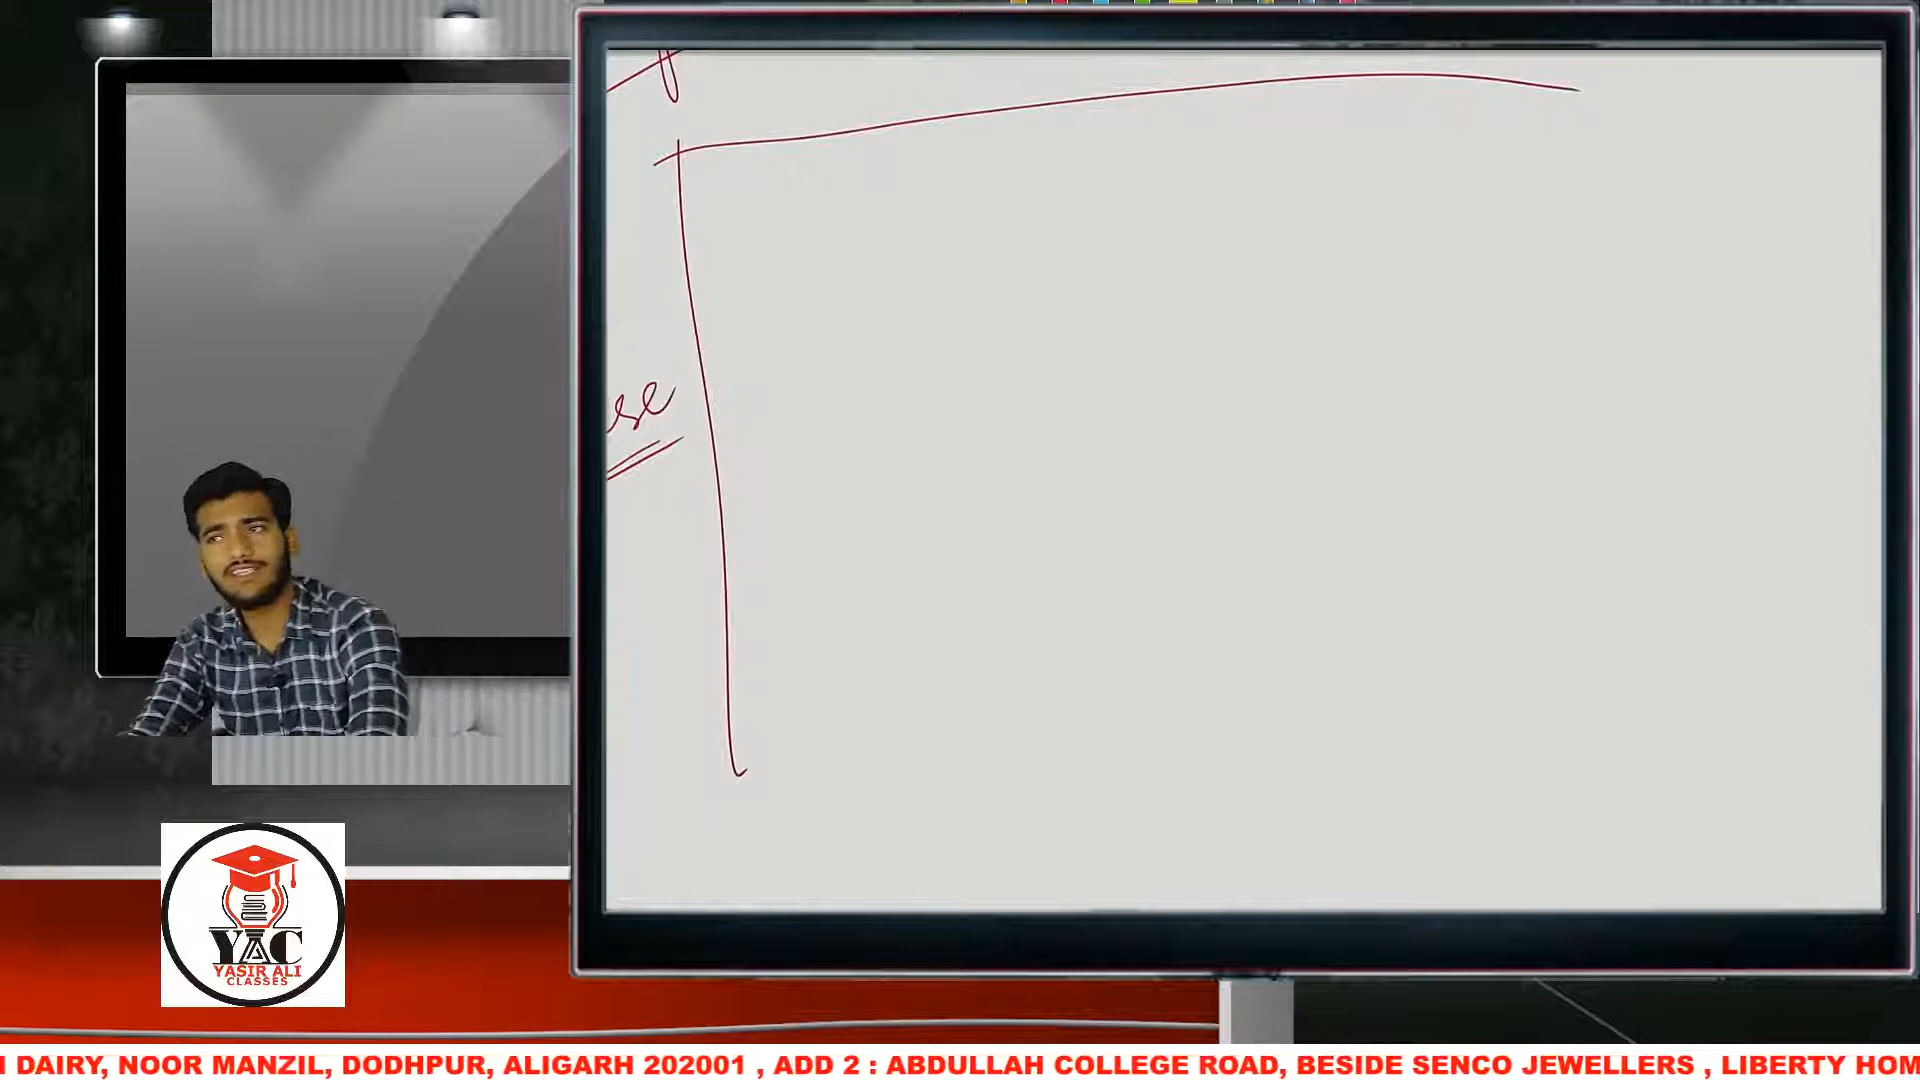 YAC
YASIR ALI
CLASSES
DAIRY, NOOR MANZIL, DODHPUR, ALIGARH 202001 , ADD 2 : ABDULLAH COLLEGE ROAD, BESIDE SENCO JEWELLERS , LIBERTY